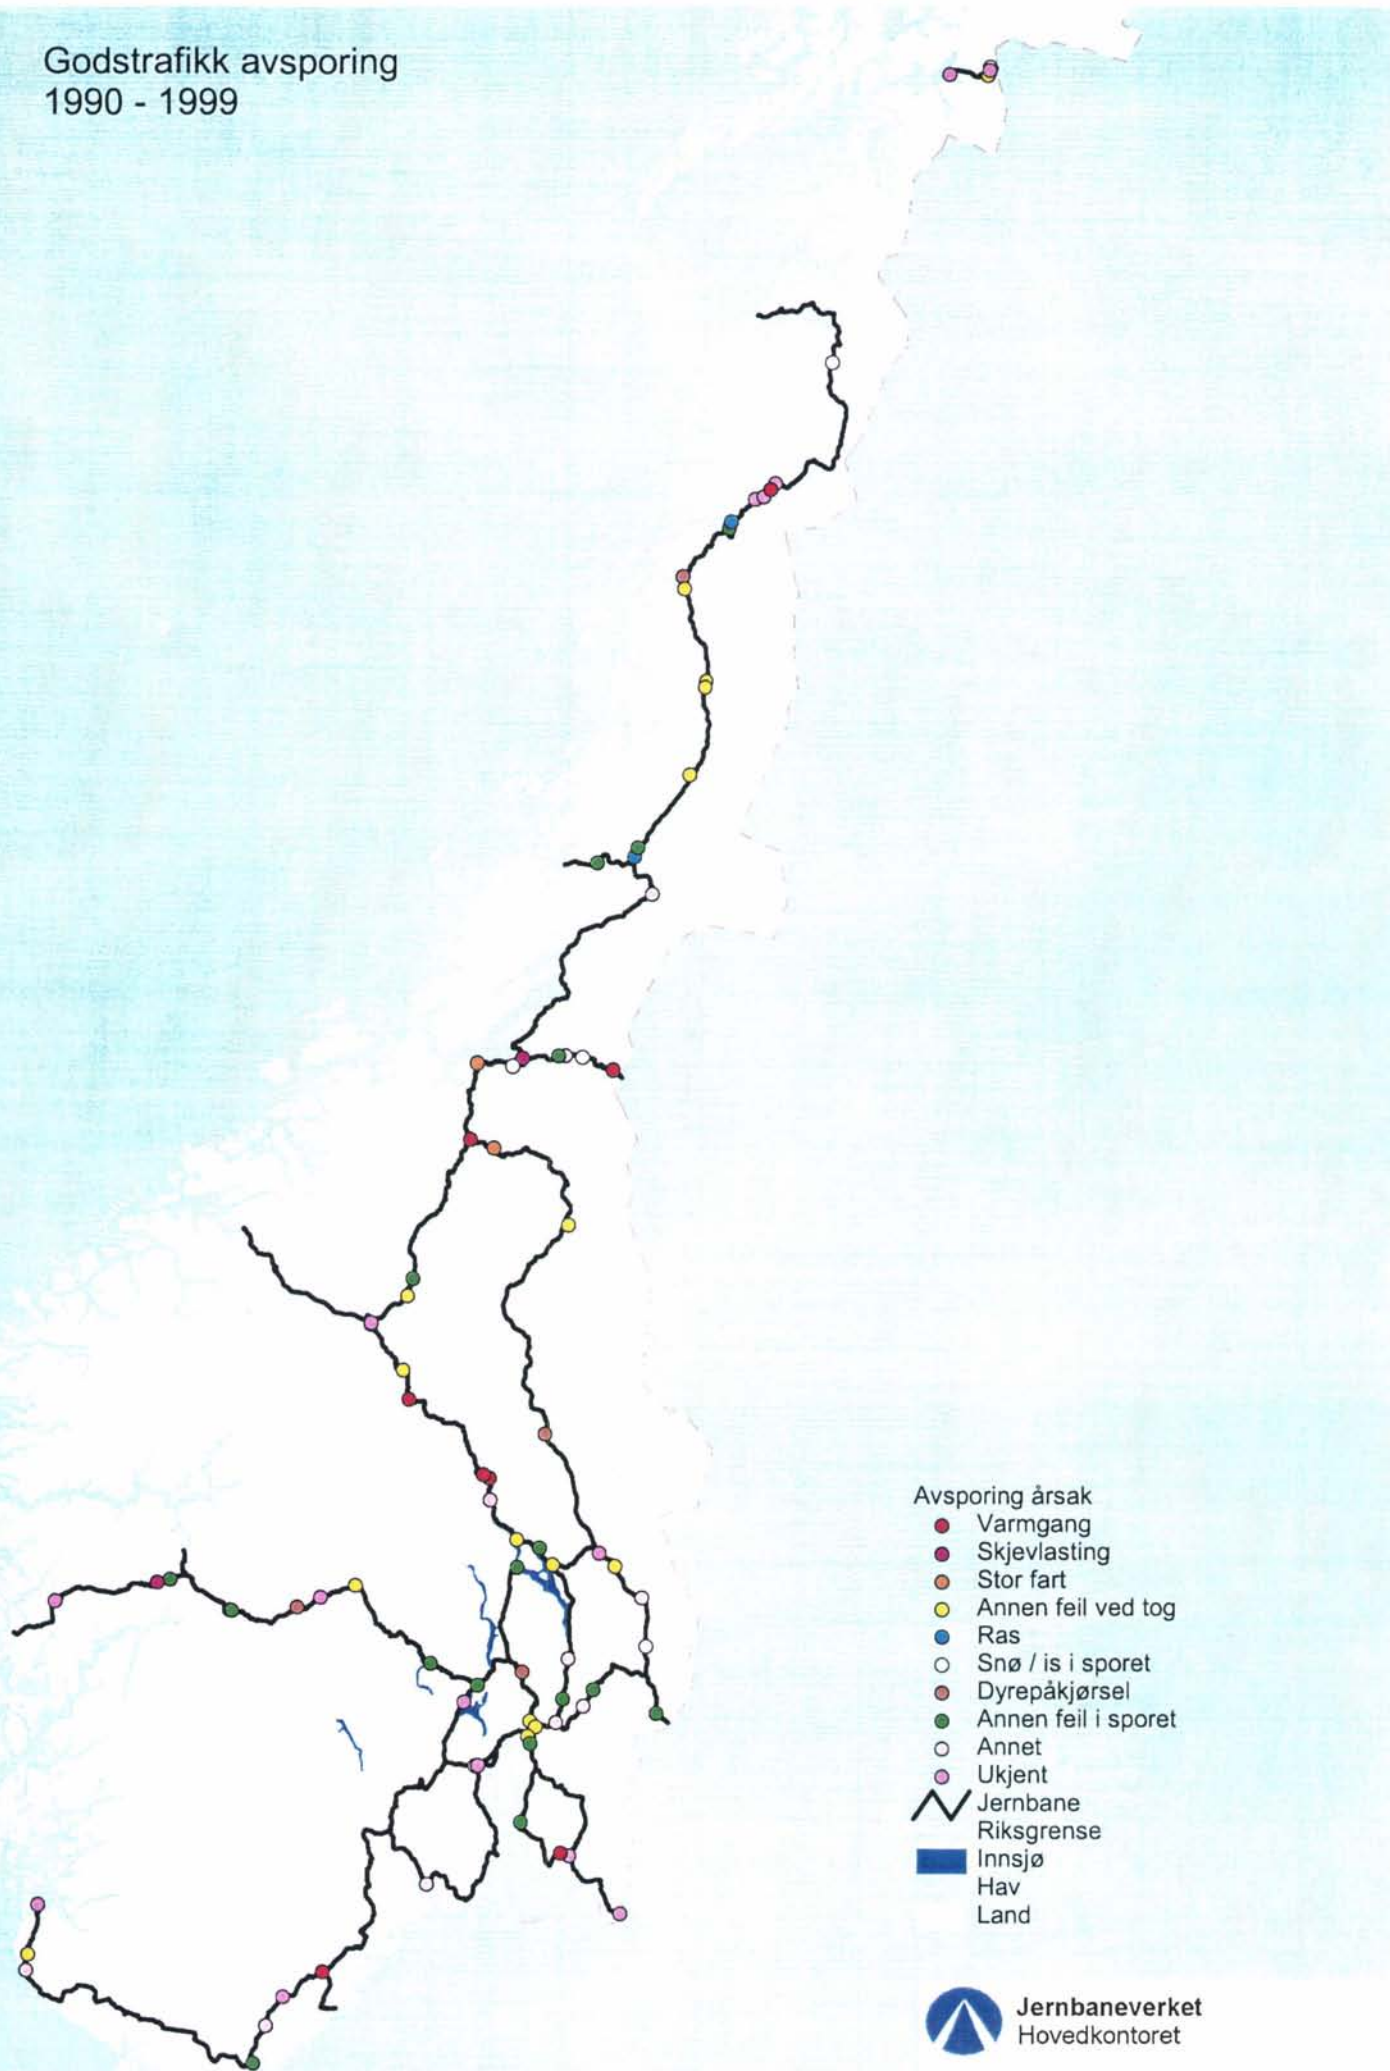 Godstrafikk avsporing
1990 - 1999
Avsporing årsak
Varmgang
Skjevlasting
Stor fart
Annen feil ved tog
Ras
Snø / is i sporet
Dyrepåkjørsel
Annen feil i sporet
Annet
Ukjent
Jernbane
Riksgrense
Innsjø
Hav
Land
Jernbaneverket
Hovedkontoret